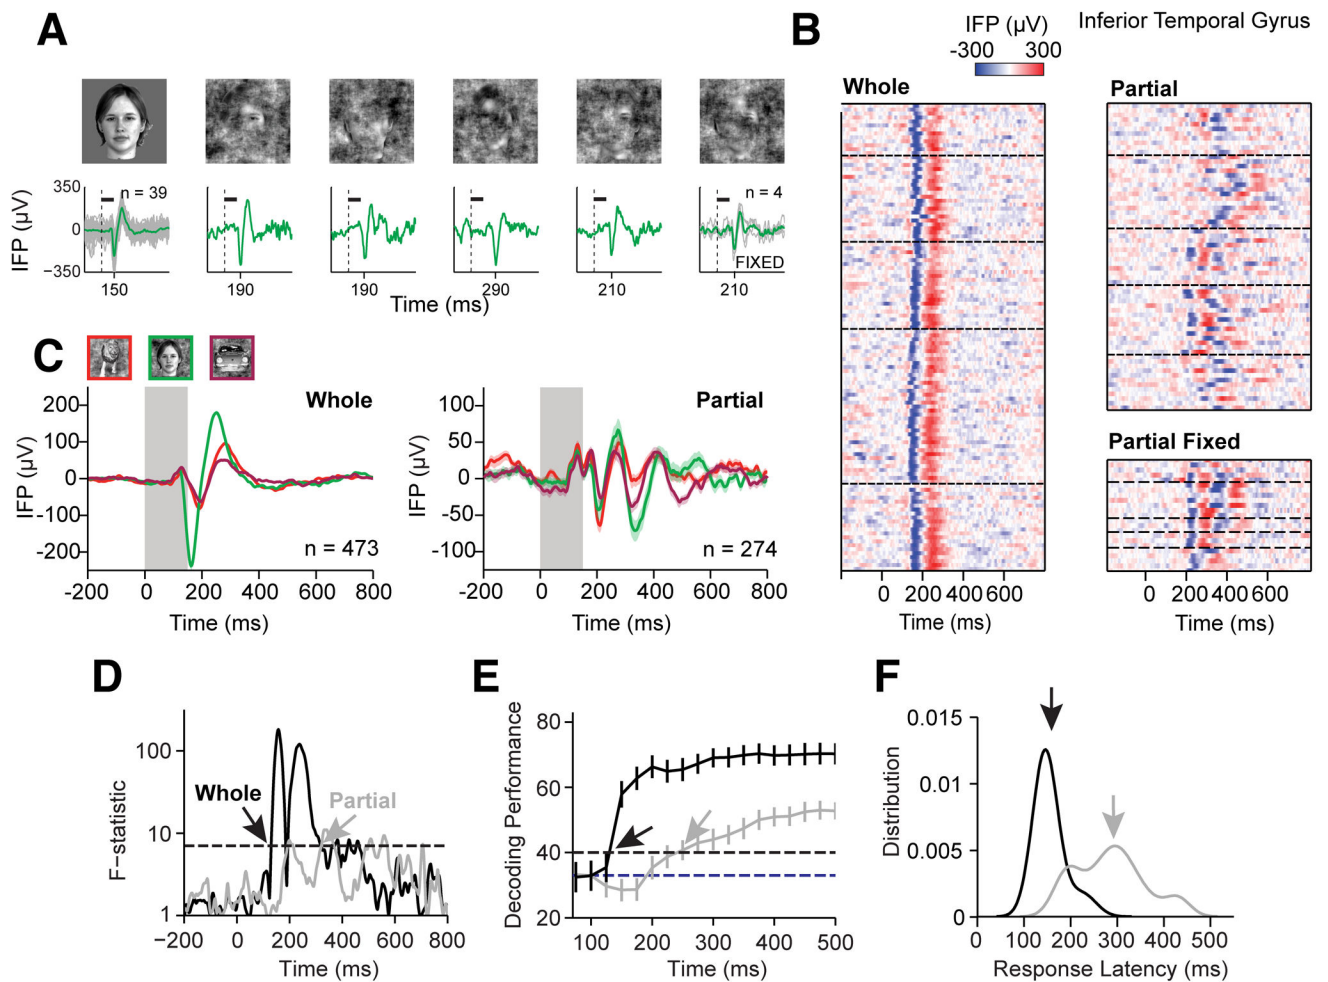 A
B
IFP (µV)
-300 300
Inferior Temporal Gyrus
Whole
Partial
350
0
−350
IFP (µV)
n = 39
n = 4
FIXED
150
190
190
290
210
210
Time (ms)
Partial Fixed
0 200 400 600
Time (ms)
0 200 400 600
Time (ms)
C
Whole
200
100
0
-100
-200
IFP (µV)
n = 473
-200 0 200 400 600 800
Time (ms)
Partial
100
50
0
-50
-100
IFP (µV)
n = 274
-200 0 200 400 600 800
Time (ms)
D
100
10
1
F−statistic
Whole
Partial
−200 0 200 400 600 800
Time (ms)
E
80
60
40
20
Decoding Performance
100 200 300 400 500
Time (ms)
F
0.015
0.01
0.005
0
Distribution
0 100 200 300 400 500
Response Latency (ms)